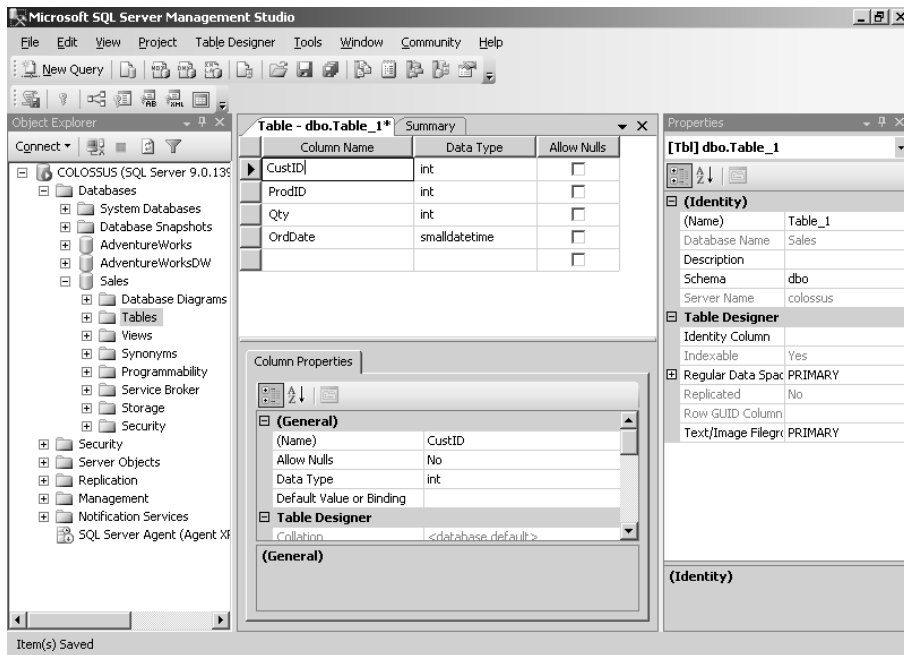 Microsoft SQL Server Management Studio
File Edit View Project Table Designer Tools Window Community Help
New Query
Object Explorer
Connect
COLOSSUS (SQL Server 9.0.139
Databases
System Databases
Database Snapshots
AdventureWorks
AdventureWorksDW
Sales
Database Diagrams
Tables
Views
Synonyms
Programmability
Service Broker
Storage
Security
Security
Server Objects
Replication
Management
Notification Services
SQL Server Agent (Agent XP
Table - dbo.Table_1* Summary
Column Name Data Type Allow Nulls
CustID int
ProdID int
Qty int
OrdDate smalldatetime
Column Properties
(General)
(Name) CustID
Allow Nulls No
Data Type int
Default Value or Binding
Table Designer
Collation <database default>
(General)
Properties
[Tbl] dbo.Table_1
(Identity)
(Name) Table_1
Database Name Sales
Description
Schema dbo
Server Name colossus
Table Designer
Identity Column
Indexable Yes
Regular Data Spac PRIMARY
Replicated No
Row GUID Column
Text/Image Filegro PRIMARY
(Identity)
Item(s) Saved